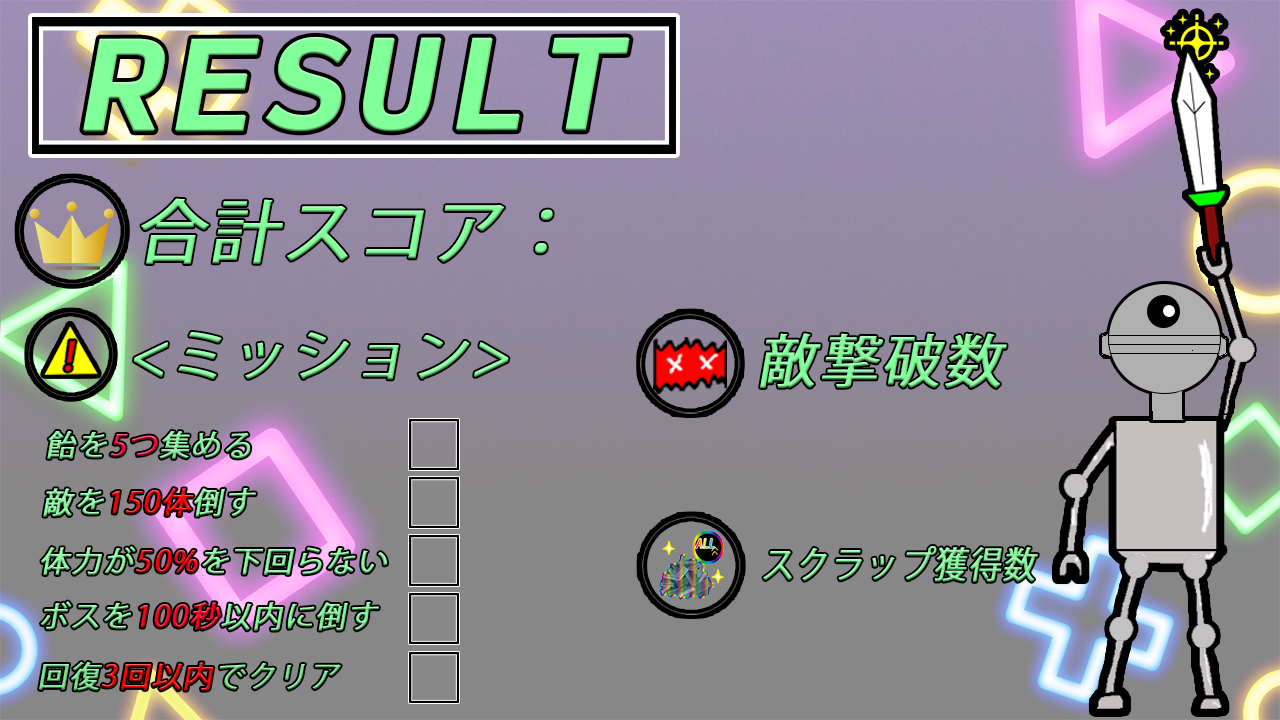 RESULT
合計スコア：
<ミッション>
飴を5つ集める
敵を150体倒す
体力が50%を下回らない
ボスを100秒以内に倒す
回復3回以内でクリア
敵撃破数
ALL
スクラップ獲得数